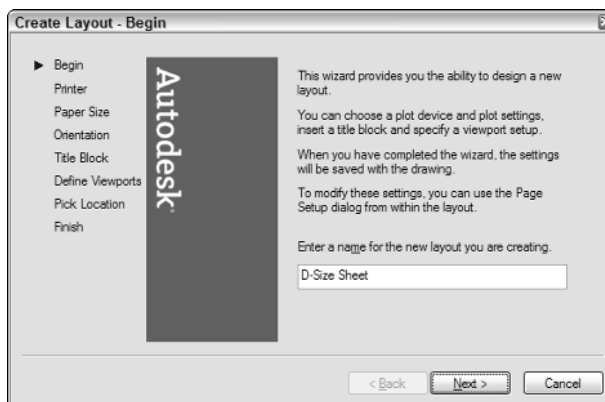 Create Layout - Begin
Begin
Printer
Paper Size
Orientation
Title Block
Define Viewports
Pick Location
Finish
Autodesk
This wizard provides you the ability to design a new
layout.
You can choose a plot device and plot settings,
insert a title block and specify a viewport setup.
When you have completed the wizard, the settings
will be saved with the drawing.
To modify these settings, you can use the Page
Setup dialog from within the layout.
Enter a name for the new layout you are creating.
D-Size Sheet
< Back
Next >
Cancel